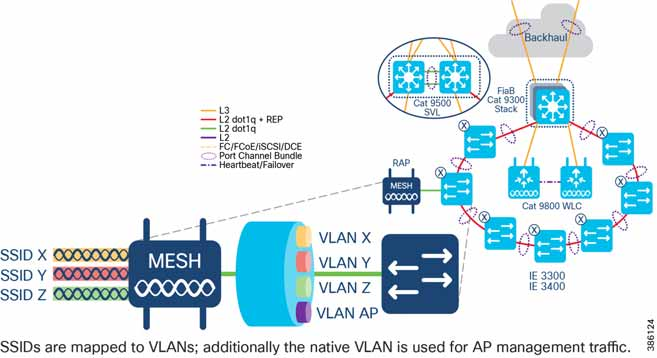 Backhaul
Cat 9500
SVL
FiaB
Cat 9300
Stack
L3
L2 dot1q + REP
L2 dot1q
L2
FC/FCoE/iSCSI/DCE
Port Channel Bundle
Heartbeat/Failover
X
X
X
X
X
X
X
RAP
MESH
Cat 9800 WLC
IE 3300
IE 3400
SSID X
SSID Y
SSID Z
MESH
VLAN X
VLAN Y
VLAN Z
VLAN AP
SSIDs are mapped to VLANs; additionally the native VLAN is used for AP management traffic.
386124